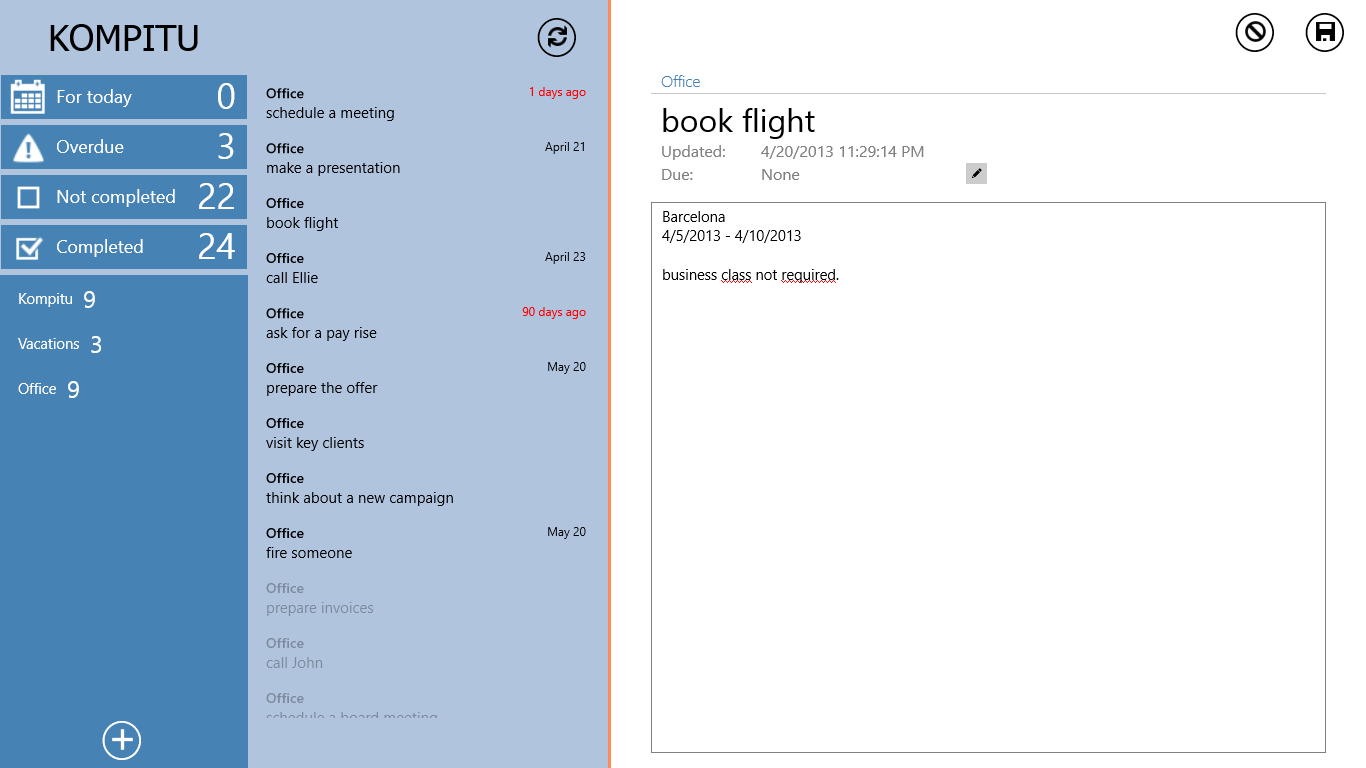 KOMPITU
For today 0
Overdue 3
Not completed 22
Completed 24
Kompitu 9
Vacations 3
Office 9
Office 1 days ago
schedule a meeting
Office April 21
make a presentation
Office
book flight
Office April 23
call Ellie
Office 90 days ago
ask for a pay rise
Office May 20
prepare the offer
Office
visit key clients
Office
think about a new campaign
Office May 20
fire someone
Office
prepare invoices
Office
call John
Office
schedule a board meeting
Office
book flight
Updated: 4/20/2013 11:29:14 PM
Due: None
Barcelona
4/5/2013 - 4/10/2013
business class not required.